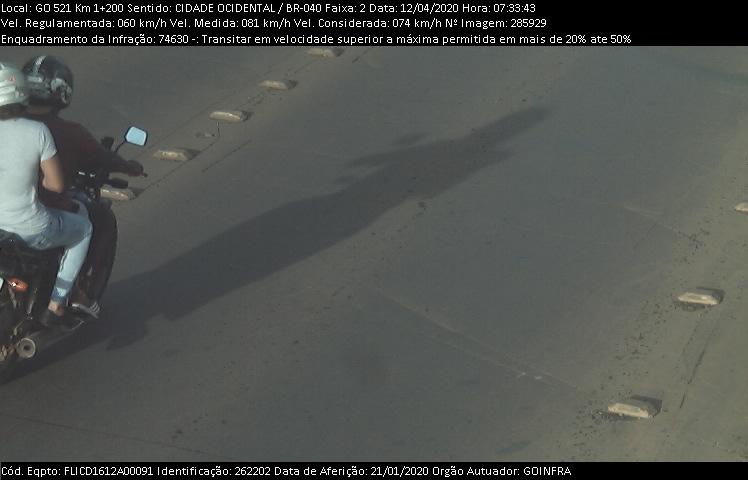 Local: GO 521 Km 1+200 Sentido: CIDADE OCIDENTAL / BR-040 Faixa: 2 Data: 12/04/2020 Hora: 07:33:43
Vel. Regulamentada: 060 km/h Vel. Medida: 081 km/h Vel. Considerada: 074 km/h Nº Imagem: 285929
Enquadramento da Infração: 74630 -: Transitar em velocidade superior a máxima permitida em mais de 20% ate 50%
Cód. Eqpto: FLICD1612A00091 Identificação: 262202 Data de Aferição: 21/01/2020 Orgão Autuador: GOINFRA